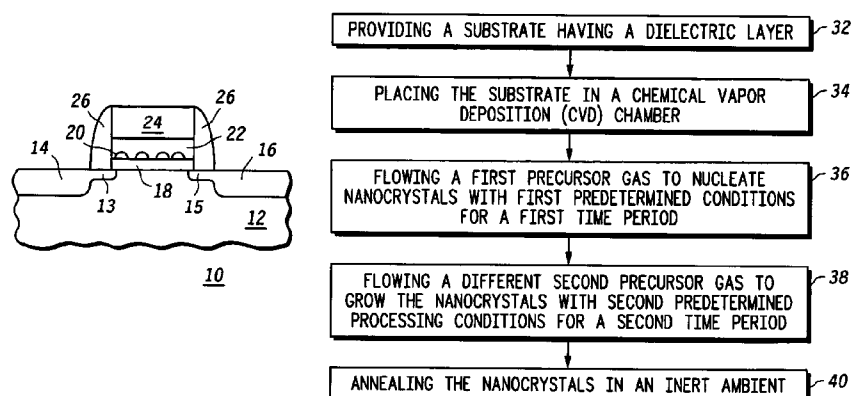 26
26
24
20
22
14
16
18
13
15
12
10
PROVIDING A SUBSTRATE HAVING A DIELECTRIC LAYER
32
PLACING THE SUBSTRATE IN A CHEMICAL VAPOR
DEPOSITION (CVD) CHAMBER
34
FLOWING A FIRST PRECURSOR GAS TO NUCLEATE
NANOCRYSTALS WITH FIRST PREDETERMINED CONDITIONS
FOR A FIRST TIME PERIOD
36
FLOWING A DIFFERENT SECOND PRECURSOR GAS TO
GROW THE NANOCRYSTALS WITH SECOND PREDETERMINED
PROCESSING CONDITIONS FOR A SECOND TIME PERIOD
38
ANNEALING THE NANOCRYSTALS IN AN INERT AMBIENT
40